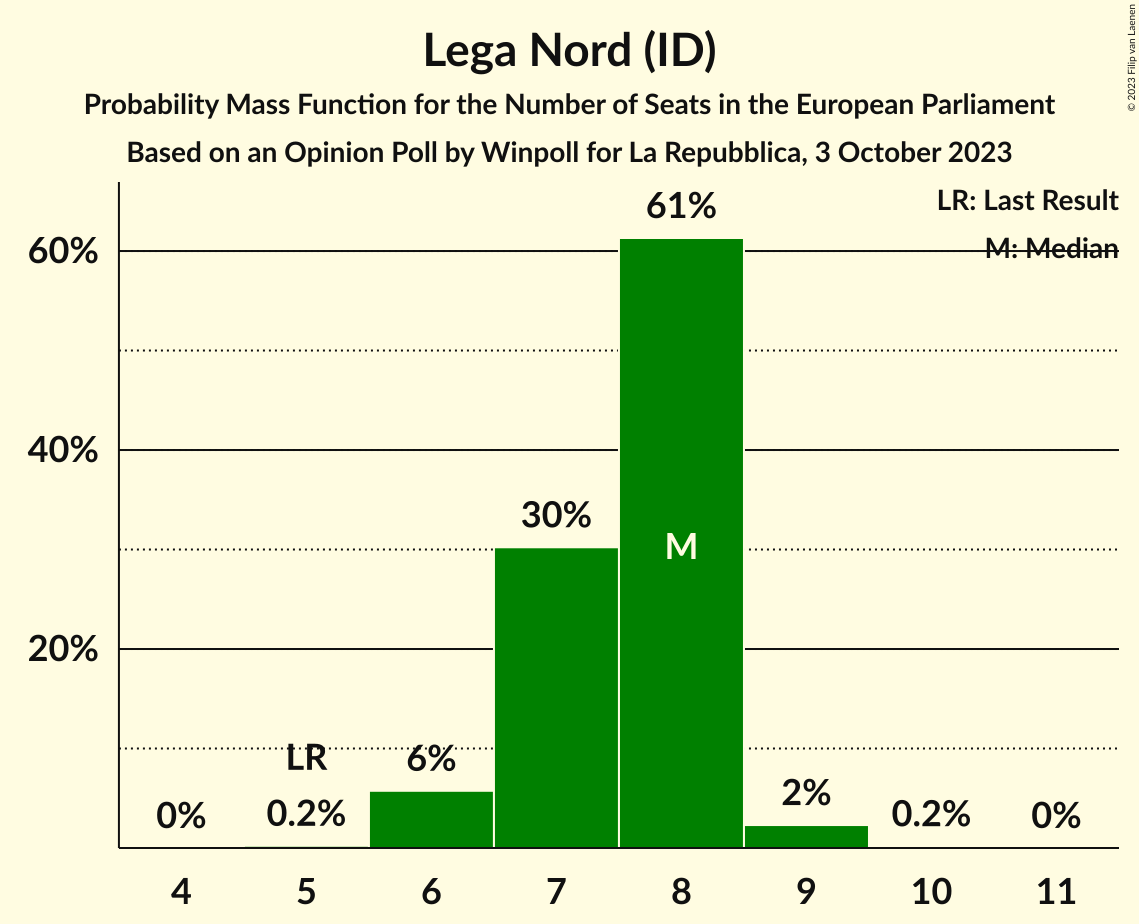 Lega Nord (ID)
Probability Mass Function for the Number of Seats in the European Parliament
Based on an Opinion Poll by Winpoll for La Repubblica, 3 October 2023
© 2023 Filip van Laenen
LR: Last Result
M: Median
61%
60%
40%
30%
M
20%
LR
6%
0%
0.2%
2%
0.2%
0%
4 5 6 7 8 9 10 11